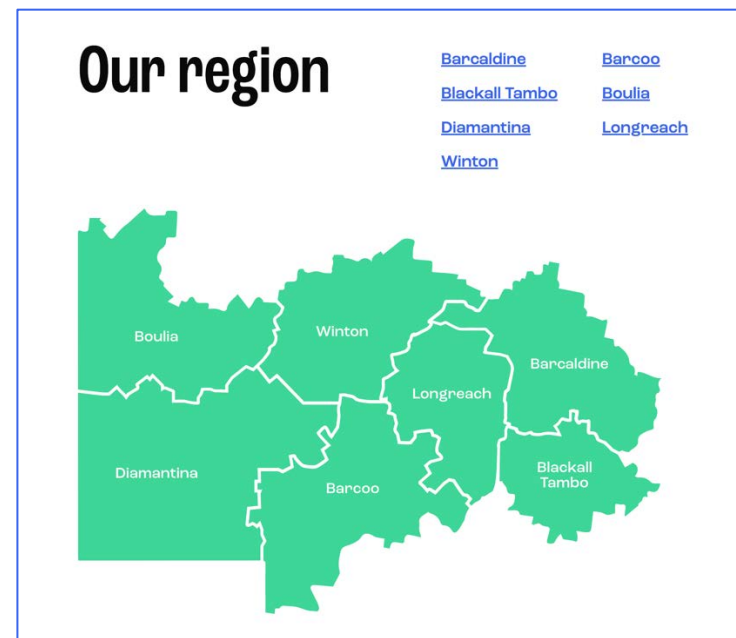 Our region
Barcaldine
Barcoo
Blackall Tambo
Boulia
Diamantina
Longreach
Winton
Boulia
Winton
Barcaldine
Longreach
Diamantina
Barcoo
Blackall
Tambo